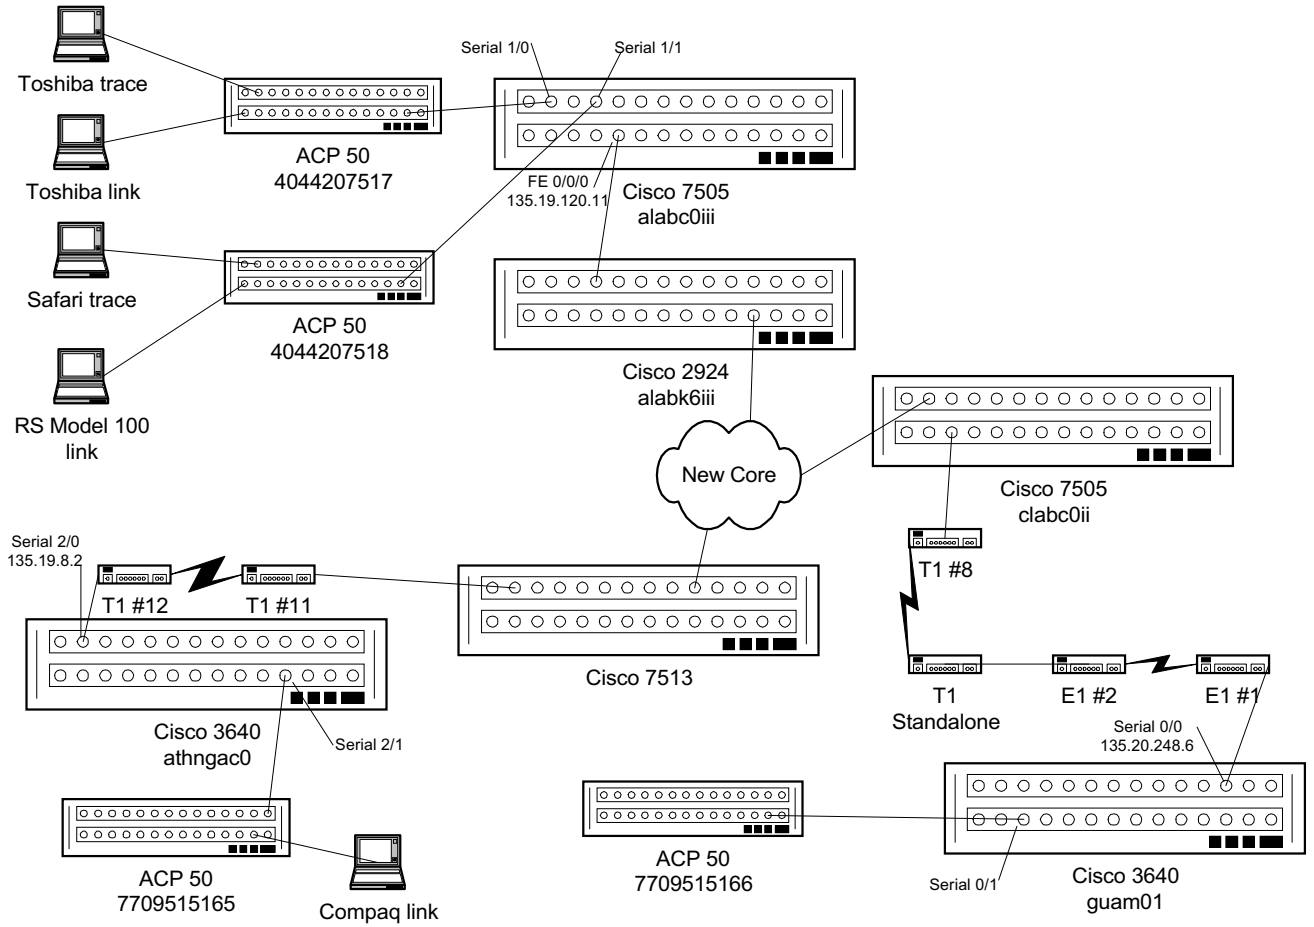 Serial 1/0
Serial 1/1
Toshiba trace
ACP 50
4044207517
Toshiba link
FE 0/0/0
135.19.120.11
Cisco 7505
alabc0iii
Safari trace
ACP 50
4044207518
Cisco 2924
alabk6iii
RS Model 100
link
New Core
Cisco 7505
clabc0ii
Serial 2/0
135.19.8.2
T1 #12
T1 #11
T1 #8
Cisco 7513
T1
Standalone
E1 #2
E1 #1
Cisco 3640
athngac0
Serial 2/1
Serial 0/0
135.20.248.6
ACP 50
7709515165
Compaq link
ACP 50
7709515166
Serial 0/1
Cisco 3640
guam01